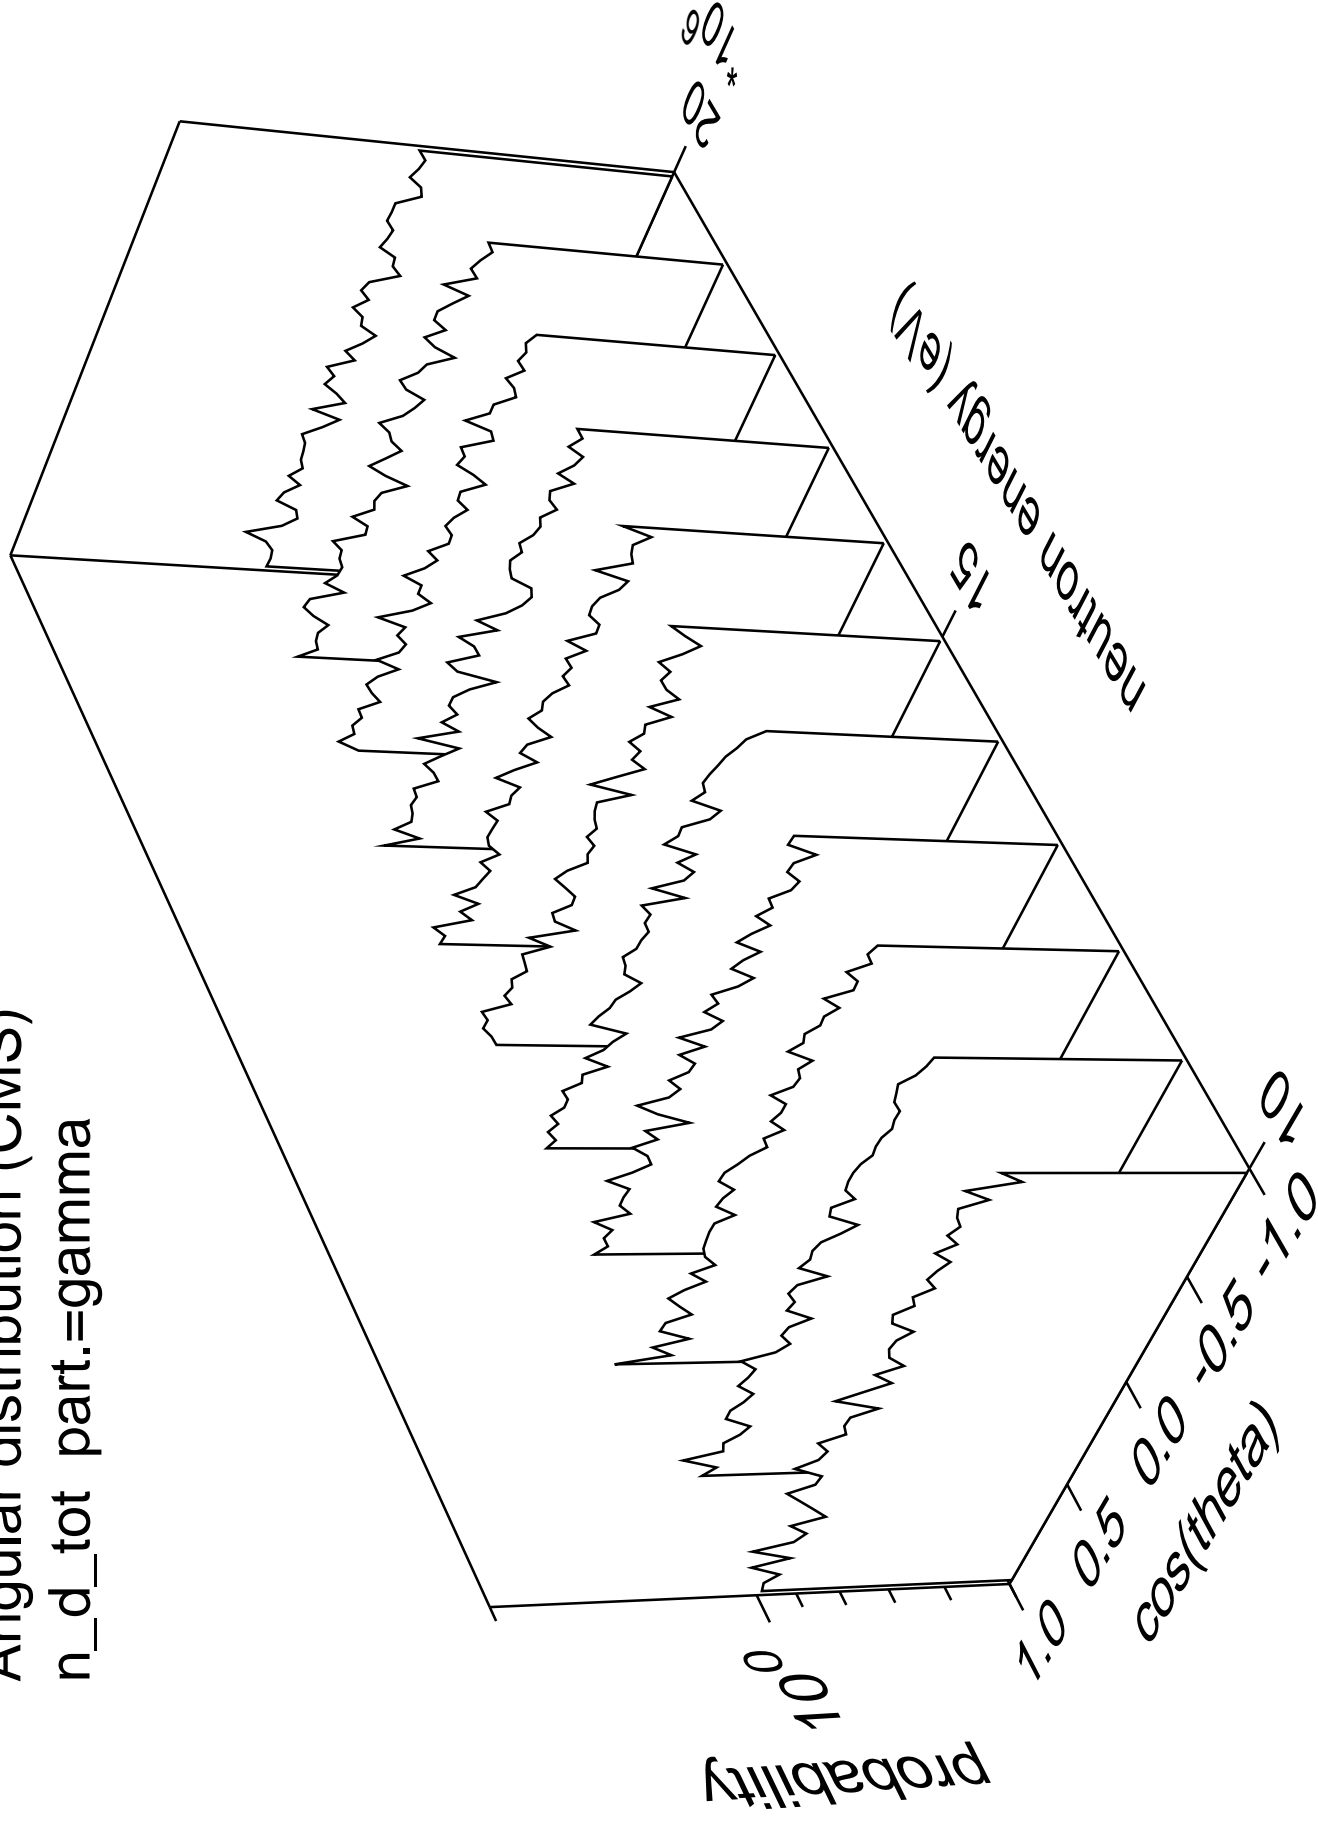 Angular distribution (CMS)
n_d_tot part.=gamma
probability
10 0
1.0 0.5 0.0 -0.5 -1.0
cos(theta)
10 15 20
* 10 6
neutron energy (eV)